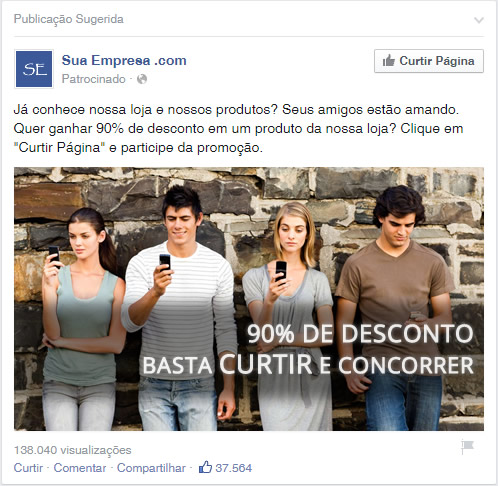 Publicação Sugerida
SE
Sua Empresa .com
Patrocinado ·
Curtir Página
Já conhece nossa loja e nossos produtos? Seus amigos estão amando.
Quer ganhar 90% de desconto em um produto da nossa loja? Clique em
"Curtir Página" e participe da promoção.
90% DE DESCONTO
BASTA CURTIR E CONCORRER
138.040 visualizações
Curtir · Comentar · Compartilhar · 37.564